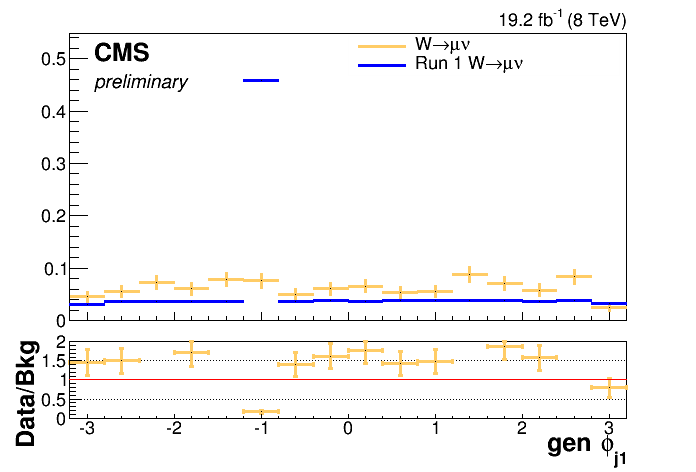 19.2 fb⁻¹ (8 TeV)
CMS
preliminary
W→μν
Run 1 W→μν
0.5
0.4
0.3
0.2
0.1
0
Data/Bkg
2
1.5
1
0.5
0
-3 -2 -1 0 1 2 3
gen ϕj1